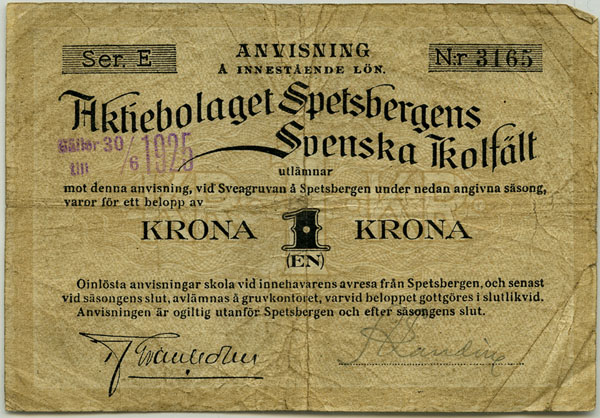 Ser. E
N:r 3165
ANVISNING
Å INNESTÅENDE LÖN.
Aktiebolaget Spetsbergens
Svenska Kolfält
Gäller 30/6 1925
till
utlämnar
mot denna anvisning, vid Sveagruvan å Spetsbergen under nedan angivna säsong,
varor för ett belopp av
KRONA 1 KRONA
(EN)
Oinlösta anvisningar skola vid innehavarens avresa från Spetsbergen, och senast
vid säsongens slut, avlämnas å gruvkontoret, varvid beloppet gottgöres i slutlikvid.
Anvisningen är ogiltig utanför Spetsbergen och efter säsongens slut.